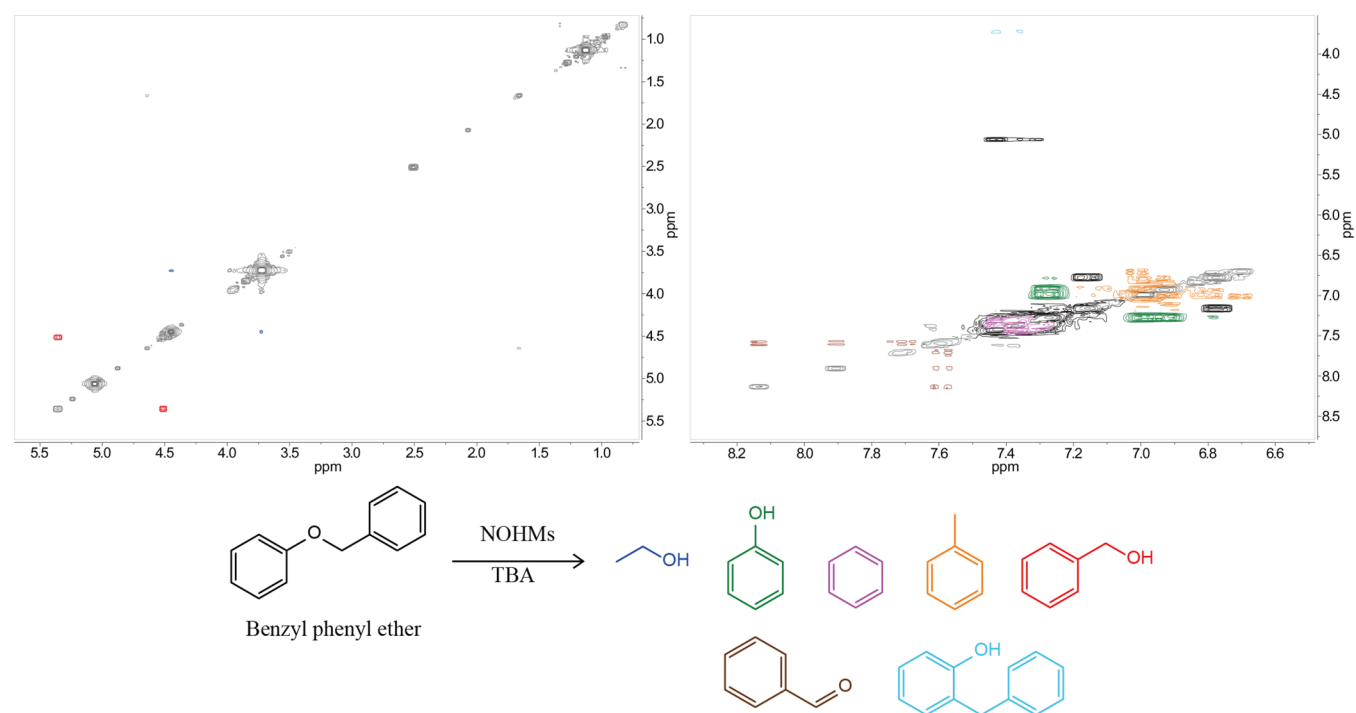 1.0
1.5
2.0
2.5
3.0
3.5
4.0
4.5
5.0
5.5
ppm
5.5 5.0 4.5 4.0 3.5 3.0 2.5 2.0 1.5 1.0
ppm
4.0
4.5
5.0
5.5
6.0
6.5
7.0
7.5
8.0
8.5
ppm
8.2 8.0 7.8 7.6 7.4 7.2 7.0 6.8 6.6
ppm
O
Benzyl phenyl ether
NOHMs
TBA
OH
OH
OH
O
OH